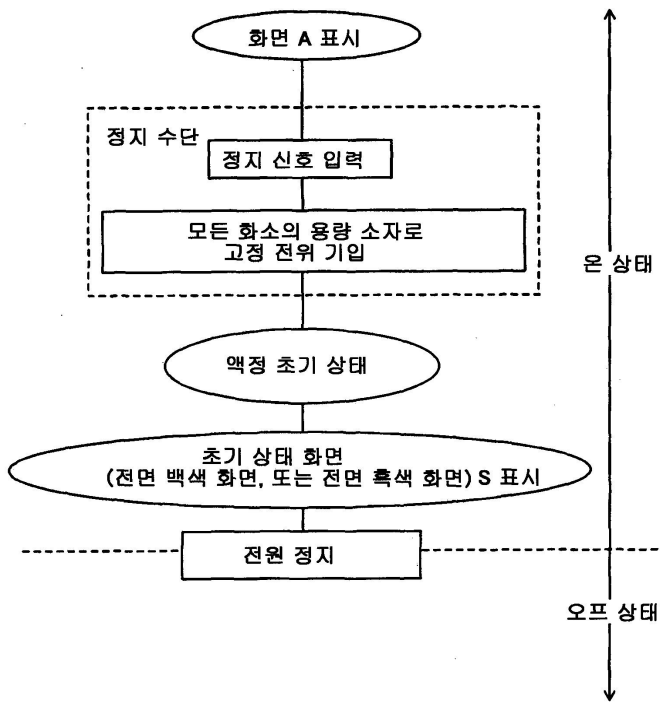 화면 A 표시
정지 수단
정지 신호 입력
모든 화소의 용량 소자로
고정 전위 기입
온 상태
액정 초기 상태
초기 상태 화면
(전면 백색 화면, 또는 전면 흑색 화면) S 표시
전원 정지
오프 상태